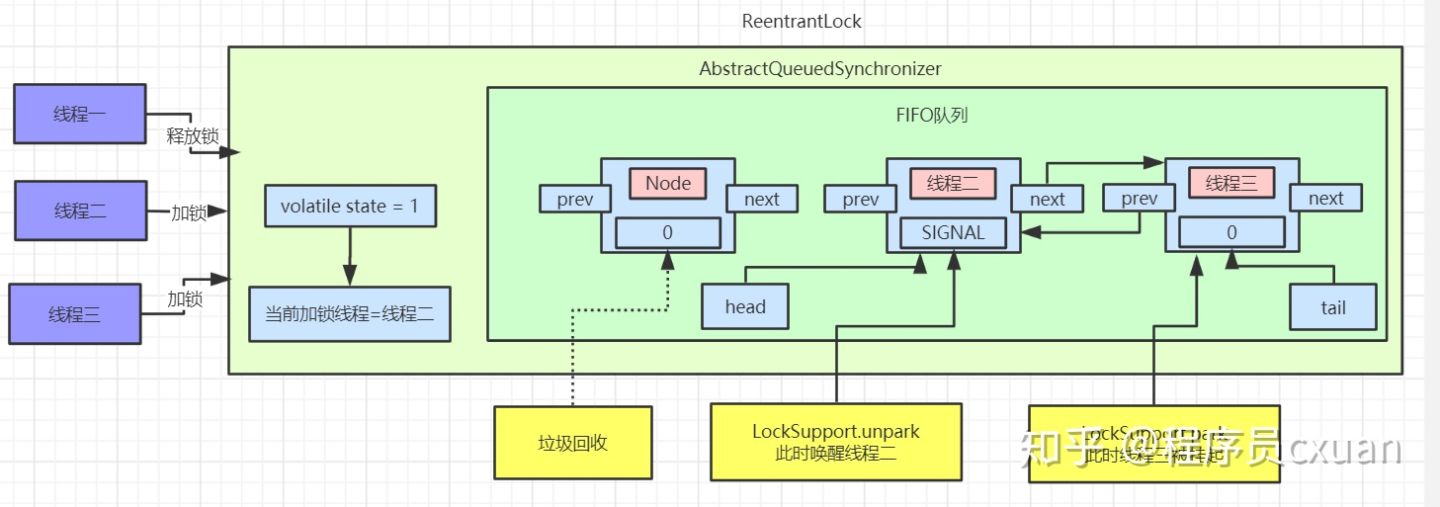 ReentrantLock
AbstractQueuedSynchronizer
FIFO队列
线程一
释放锁
线程二
加锁
线程三
加锁
volatile state = 1
当前加锁线程=线程二
prev
Node
next
0
prev
线程二
next
SIGNAL
prev
线程三
next
0
head
tail
垃圾回收
LockSupport.unpark
此时唤醒线程二
LockSupport.park
此时线程三被挂起
知乎 @程序员cxuan